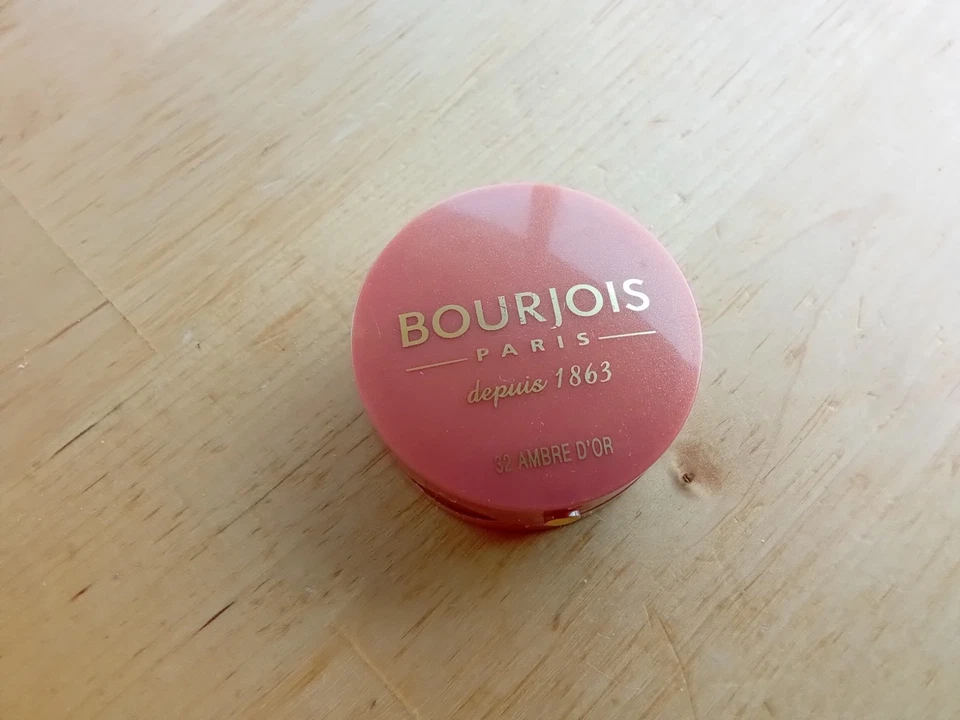 BOURJOIS
PARIS
depuis 1863
32 AMBRE D'OR